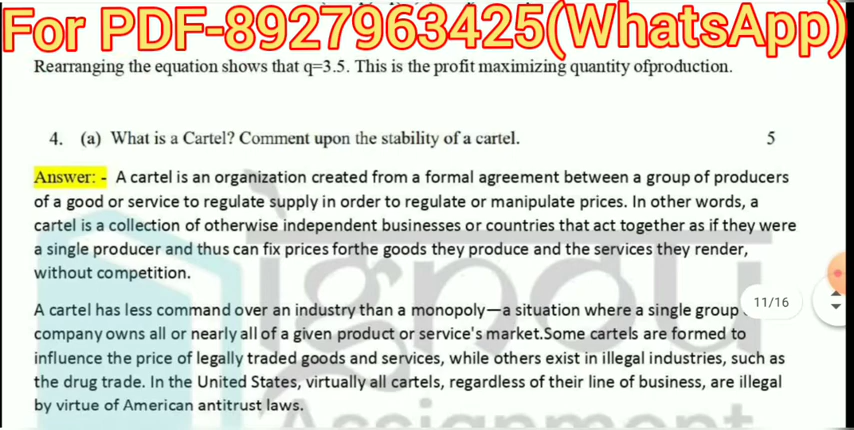 For PDF-8927963425(WhatsApp)
Rearranging the equation shows that q=3.5. This is the profit maximizing quantity ofproduction.
4. (a) What is a Cartel? Comment upon the stability of a cartel. 5
Answer: - A cartel is an organization created from a formal agreement between a group of producers
of a good or service to regulate supply in order to regulate or manipulate prices. In other words, a
cartel is a collection of otherwise independent businesses or countries that act together as if they were
a single producer and thus can fix prices forthe goods they produce and the services they render,
without competition.
A cartel has less command over an industry than a monopoly—a situation where a single group
11/16
company owns all or nearly all of a given product or service's market.Some cartels are formed to
influence the price of legally traded goods and services, while others exist in illegal industries, such as
the drug trade. In the United States, virtually all cartels, regardless of their line of business, are illegal
by virtue of American antitrust laws.
ignou
Assignment